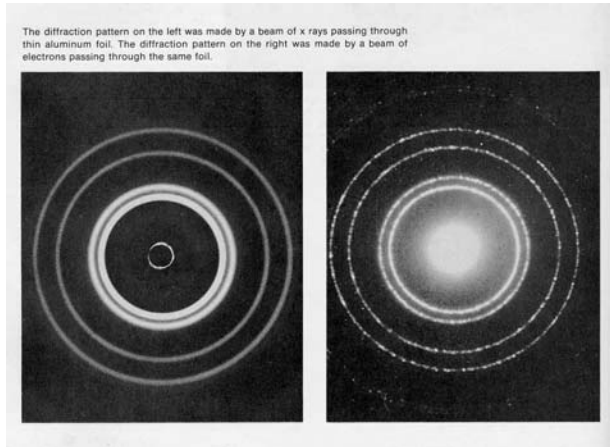 The diffraction pattern on the left was made by a beam of x rays passing through
thin aluminum foil. The diffraction pattern on the right was made by a beam of
electrons passing through the same foil.